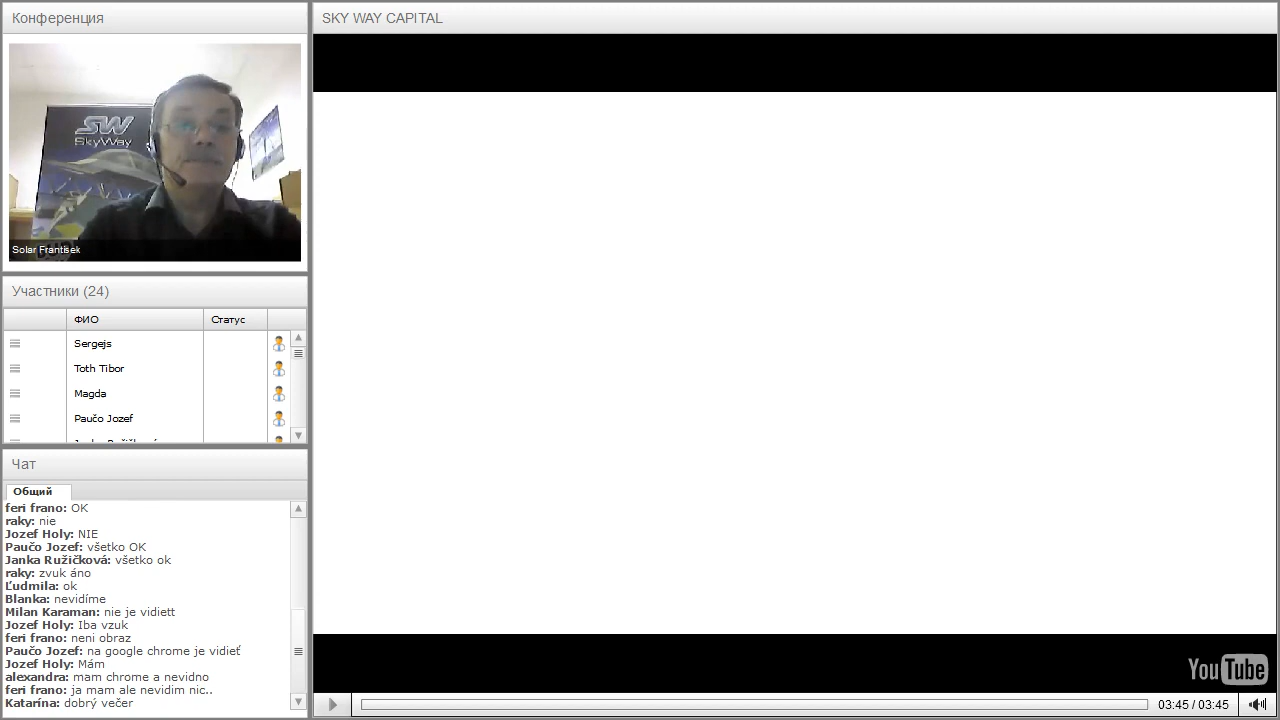 Конференция
SW
SkyWay
Solar Frantisek
Участники (24)
ФИО Статус
Sergejs
Toth Tibor
Magda
Paučo Jozef
Чат
Общий
feri frano: OK
raky: nie
Jozef Holy: NIE
Paučo Jozef: všetko OK
Janka Ružičková: všetko ok
raky: zvuk áno
Ľudmila: ok
Blanka: nevidíme
Milan Karaman: nie je vidiett
Jozef Holy: Iba vzuk
feri frano: neni obraz
Paučo Jozef: na google chrome je vidieť
Jozef Holy: Mám
alexandra: mam chrome a nevidno
feri frano: ja mam ale nevidim nic..
Katarína: dobrý večer
SKY WAY CAPITAL
YouTube
03:45 / 03:45